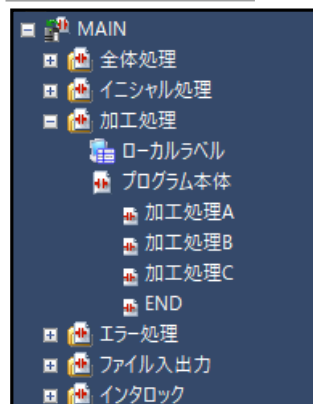 MAIN
全体処理
イニシャル処理
加工処理
ローカルラベル
プログラム本体
加工処理A
加工処理B
加工処理C
END
エラー処理
ファイル入出力
インタロック